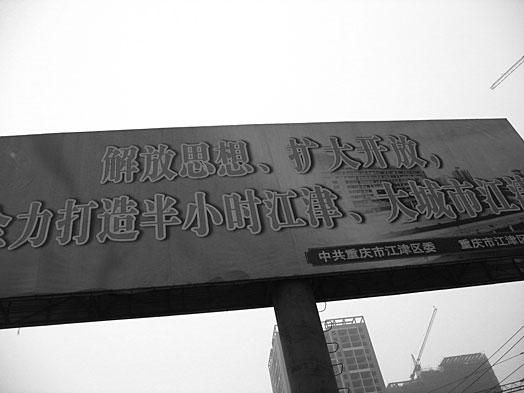 解放思想、扩大开放，
全力打造半小时江津、大城市江津
中共重庆市江津区委 重庆市江津区